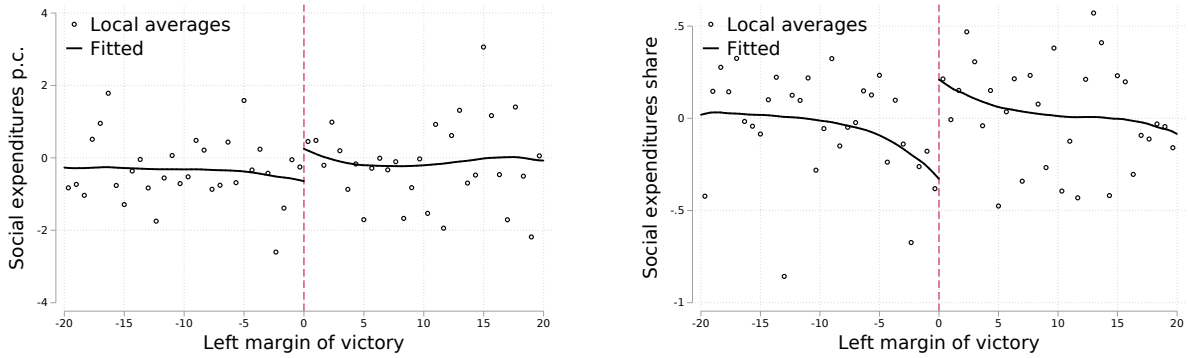 Social expenditures p.c.
Local averages
Fitted
4
2
0
-2
-4
-20 -15 -10 -5 0 5 10 15 20
Left margin of victory
Social expenditures share
Local averages
Fitted
.5
0
-.5
-1
-20 -15 -10 -5 0 5 10 15 20
Left margin of victory